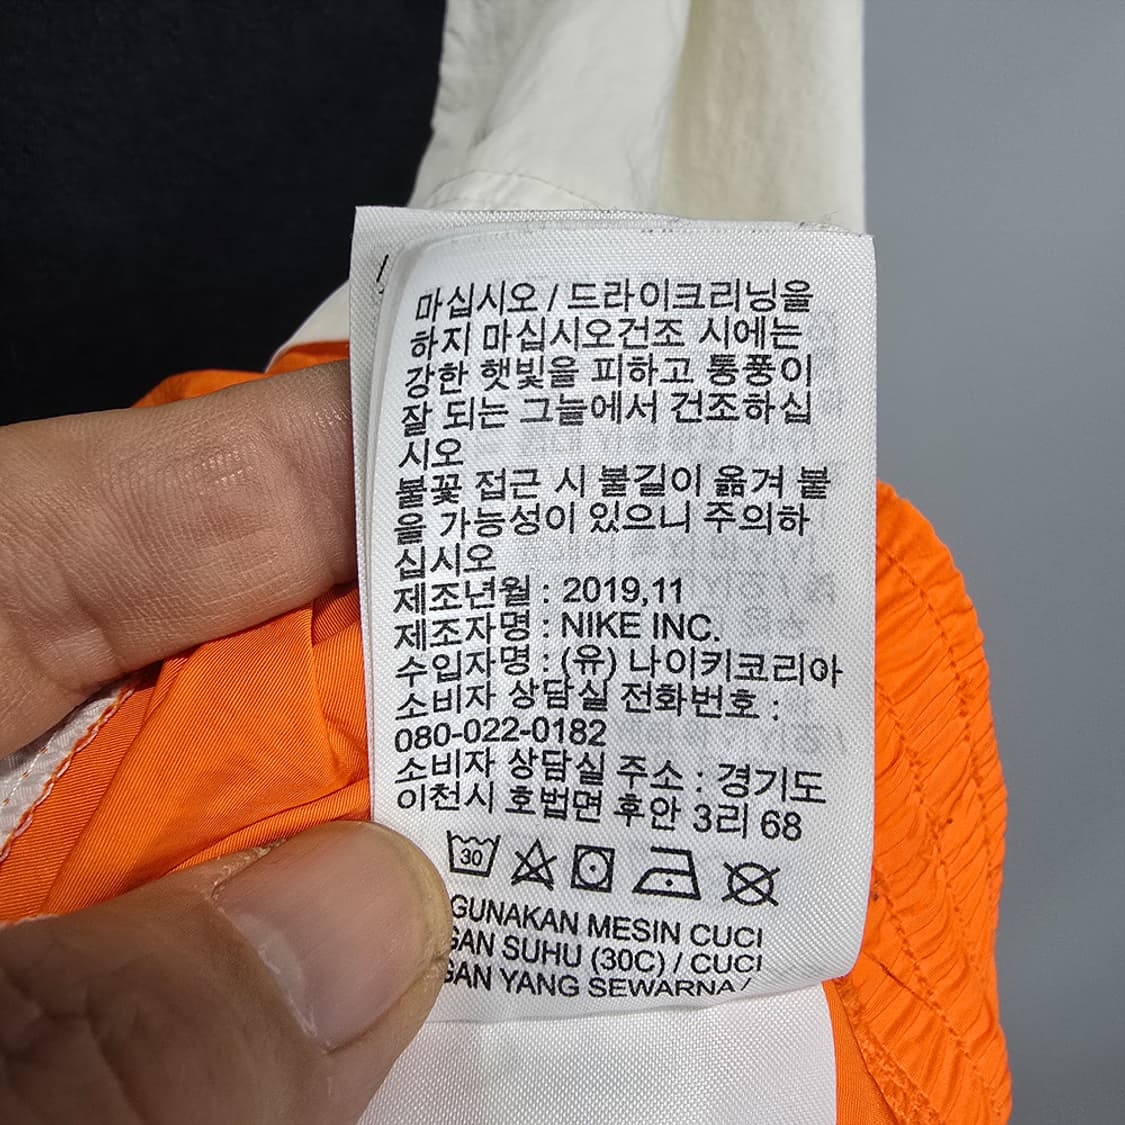 마십시오 / 드라이크리닝을
하지 마십시오건조 시에는
강한 햇빛을 피하고 통풍이
잘 되는 그늘에서 건조하십
시오
불꽃 접근 시 불길이 옮겨 붙
을 가능성이 있으니 주의하
십시오
제조년월 : 2019,11
제조자명 : NIKE INC.
수입자명 : (유) 나이키코리아
소비자 상담실 전화번호 :
080-022-0182
소비자 상담실 주소 : 경기도
이천시 호법면 후안 3리 68
30
GUNAKAN MESIN CUCI
GAN SUHU (30C) / CUCI
GAN YANG SEWARNA /